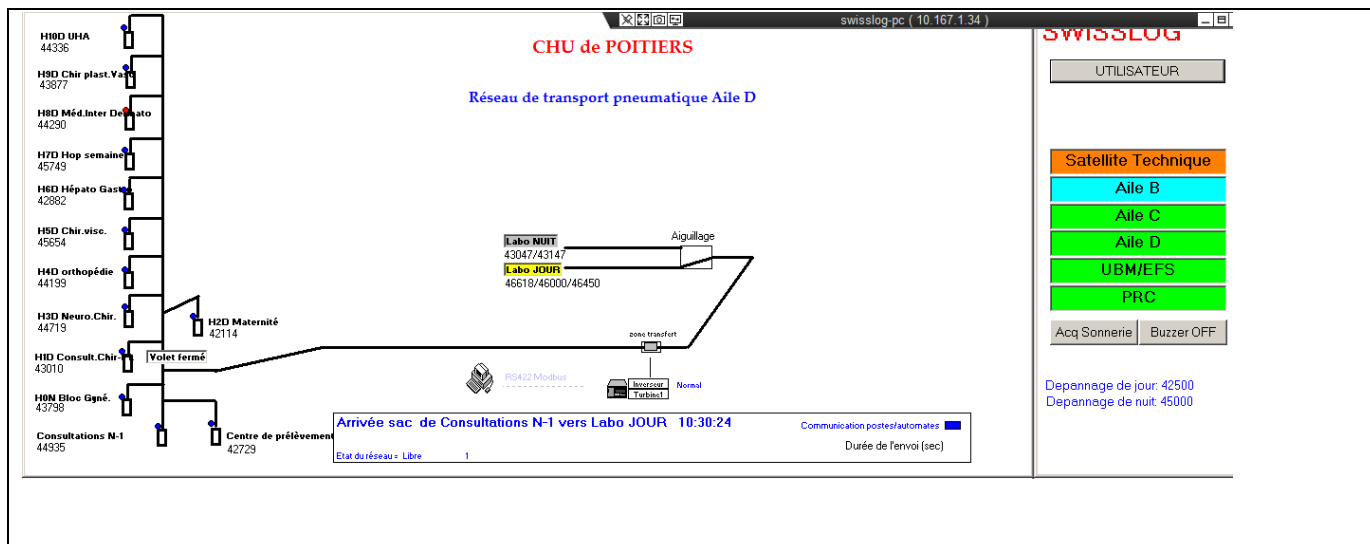 swisslog-pc ( 10.167.1.34 )
SWISSLOG
CHU de POITIERS
Réseau de transport pneumatique Aile D
UTILISATEUR
Satellite Technique
Aile B
Aile C
Aile D
UBM/EFS
PRC
Acq Sonnerie
Buzzer OFF
Depannage de jour: 42500
Depannage de nuit: 45000
H10D UHA
44336
H9D Chir plast.Vasc
43877
H8D Méd.Inter Dermato
44290
H7D Hop semaine
45749
H6D Hépato Gastro
42882
H5D Chir.visc.
45654
H4D orthopédie
44199
H3D Neuro.Chir.
44719
H2D Maternité
42114
H1D Consult.Chir
43010
Volet fermé
H0N Bloc Gyné.
43798
Consultations N-1
44935
Centre de prélèvement
42729
Labo NUIT
43047/43147
Labo JOUR
46618/46000/46450
Aiguillage
zone transfert
RS422 Modbus
Inverseur
Turbine1
Normal
Arrivée sac de Consultations N-1 vers Labo JOUR 10:30:24
Communication postes/automates
Durée de l'envoi (sec)
Etat du réseau = Libre 1